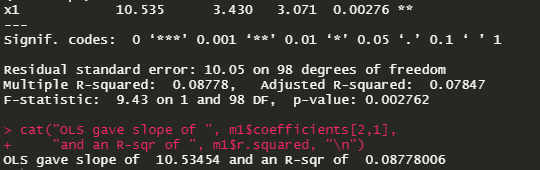 x1 10.535 3.430 3.071 0.00276 **
---
Signif. codes: 0 ‘***’ 0.001 ‘**’ 0.01 ‘*’ 0.05 ‘.’ 0.1 ‘ ’ 1
Residual standard error: 10.05 on 98 degrees of freedom
Multiple R-squared: 0.08778, Adjusted R-squared: 0.07847
F-statistic: 9.43 on 1 and 98 DF, p-value: 0.002762
> cat("OLS gave slope of ", m1$coefficients[2,1],
+ "and an R-sqr of ", m1$r.squared, "\n")
OLS gave slope of 10.53454 and an R-sqr of 0.08778006